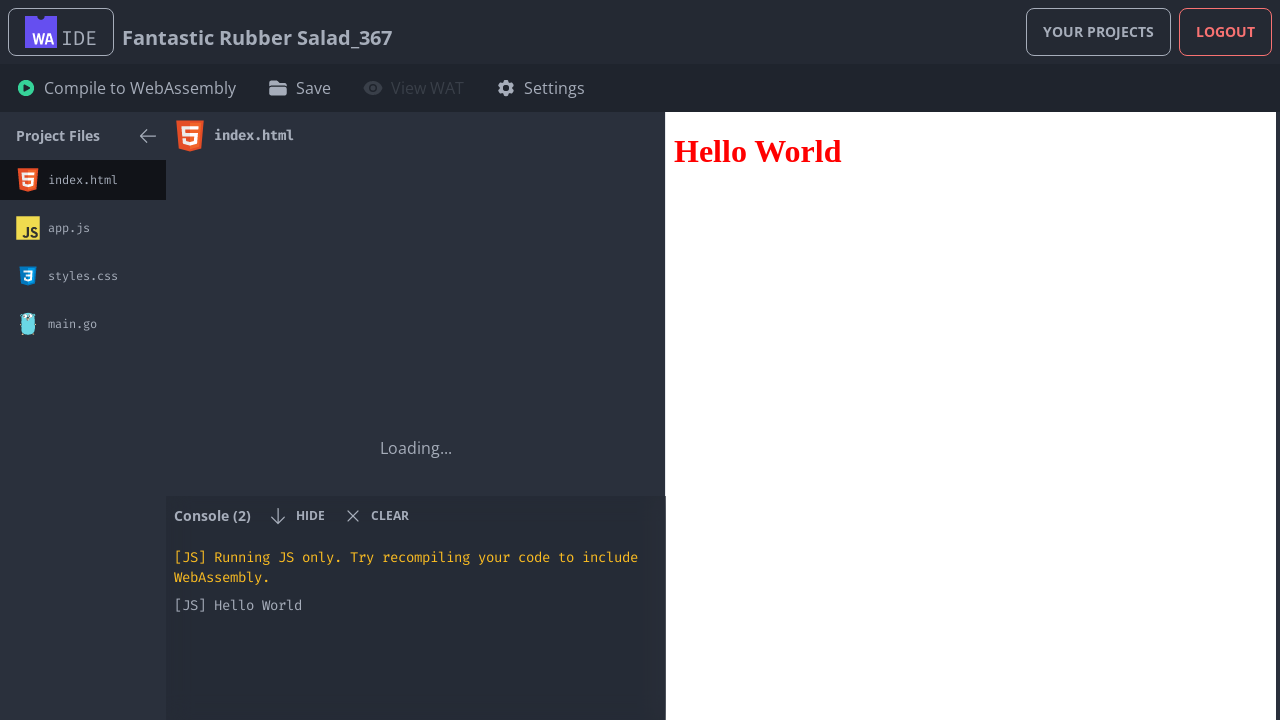 WA IDE
Fantastic Rubber Salad_367
YOUR PROJECTS
LOGOUT
Compile to WebAssembly
Save
View WAT
Settings
Project Files
index.html
JS app.js
styles.css
main.go
index.html
Loading...
Hello World
Console (2)
HIDE
CLEAR
[JS] Running JS only. Try recompiling your code to include
WebAssembly.
[JS] Hello World